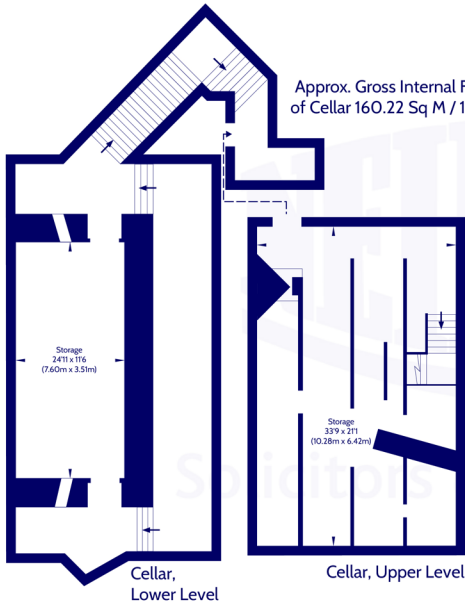 Approx. Gross Internal F
of Cellar 160.22 Sq M / 1
Storage
24'11 x 11'6
(7.60m x 3.51m)
Storage
33'9 x 21'1
(10.28m x 6.42m)
Solicitors
Cellar,
Lower Level
Cellar, Upper Level